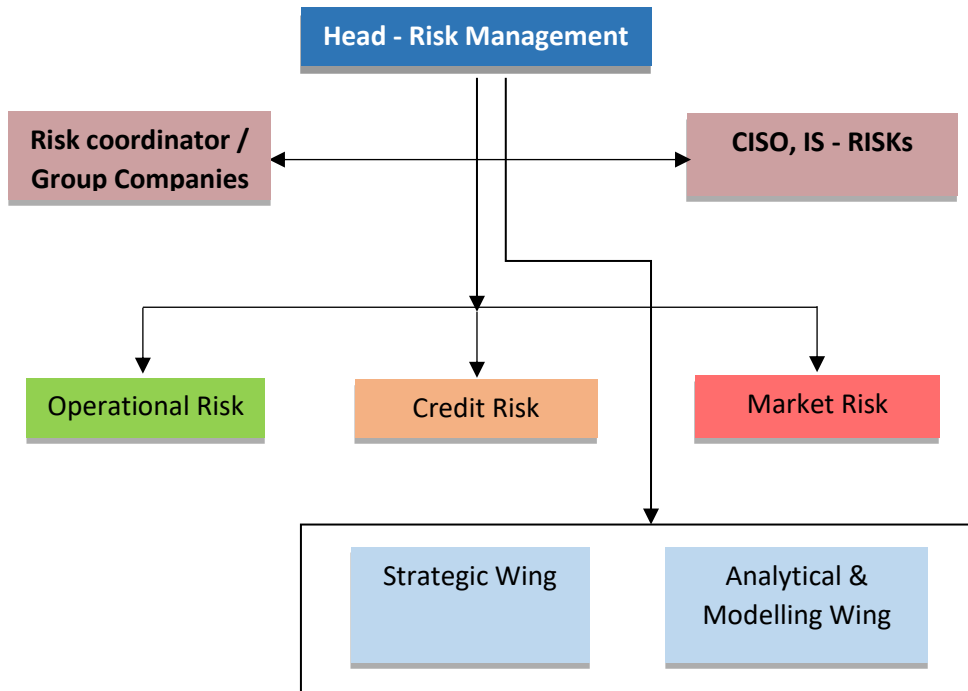 Head - Risk Management
Risk coordinator /
Group Companies
CISO, IS - RISKs
Operational Risk
Credit Risk
Market Risk
Strategic Wing
Analytical &
Modelling Wing